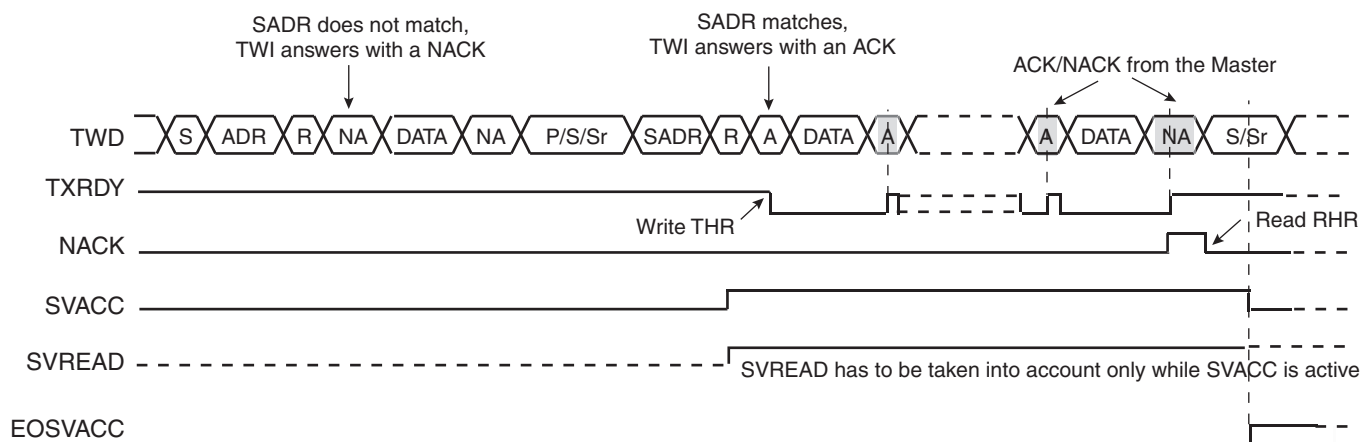 SADR does not match,
TWI answers with a NACK
SADR matches,
TWI answers with an ACK
ACK/NACK from the Master
TWD S ADR R NA DATA NA P/S/Sr SADR R A DATA A A DATA NA S/Sr
TXRDY
Write THR
NACK
Read RHR
SVACC
SVREAD
SVREAD has to be taken into account only while SVACC is active
EOSVACC